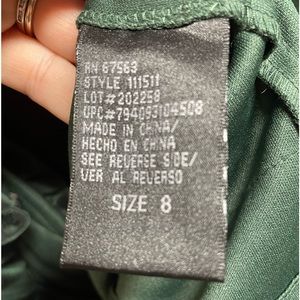 RN 67563
STYLE 111511
LOT#202258
UPC#794093104508
MADE IN CHINA/
HECHO EN CHINA
SEE REVERSE SIDE/
VER AL REVERSO
SIZE 8